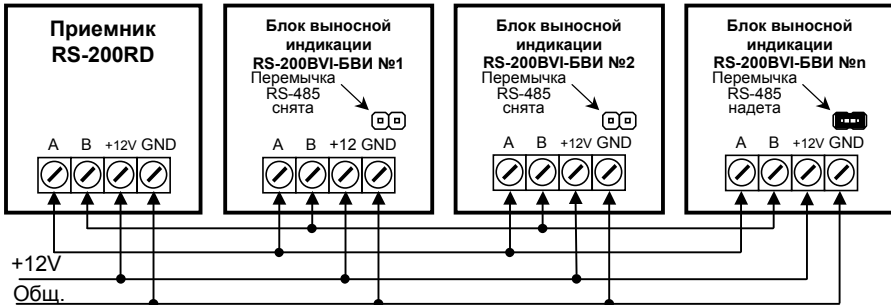 Приемник
RS-200RD
A B +12V GND
Блок выносной
индикации
RS-200BVI-БВИ №1
Перемычка
RS-485
снята
A B +12 GND
Блок выносной
индикации
RS-200BVI-БВИ №2
Перемычка
RS-485
снята
A B +12V GND
Блок выносной
индикации
RS-200BVI-БВИ №n
Перемычка
RS-485
надета
A B +12V GND
+12V
Общ.